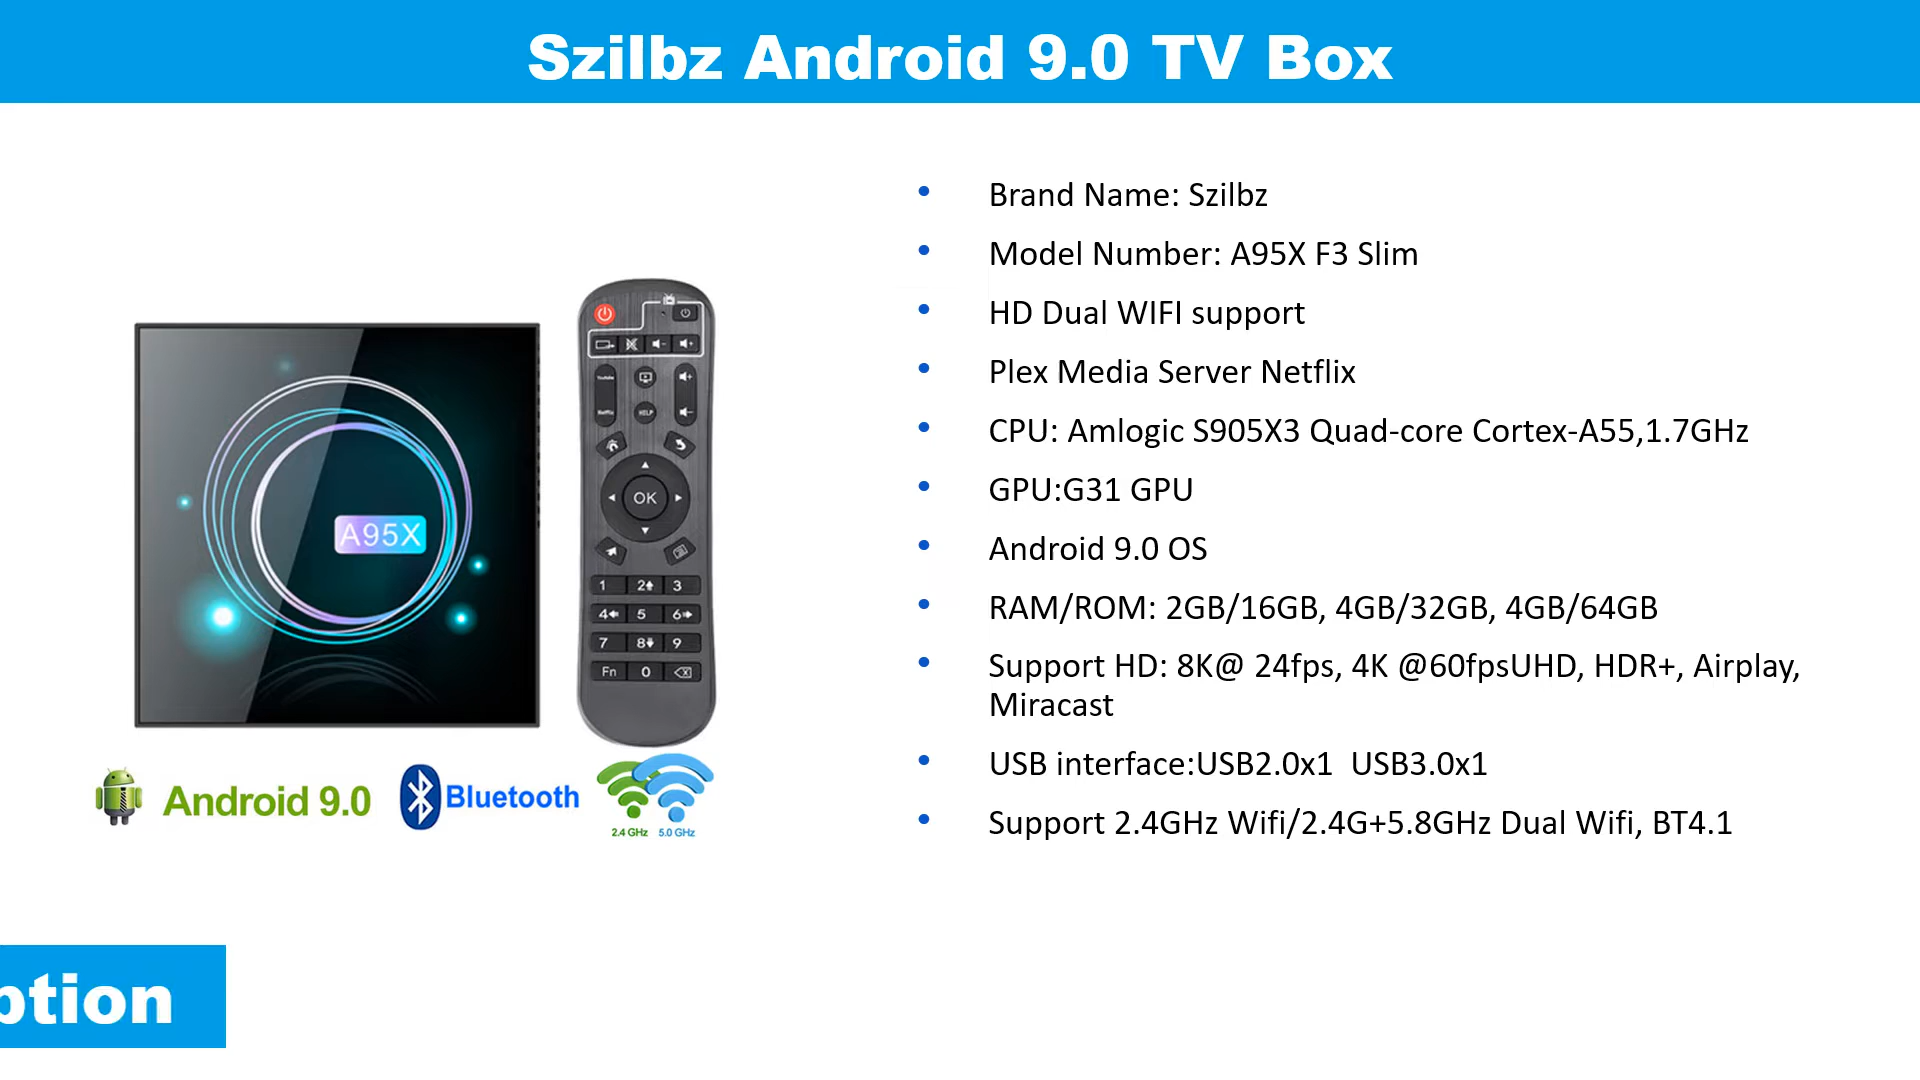 Szilbz Android 9.0 TV Box
• Brand Name: Szilbz
• Model Number: A95X F3 Slim
• HD Dual WIFI support
• Plex Media Server Netflix
• CPU: Amlogic S905X3 Quad-core Cortex-A55,1.7GHz
• GPU:G31 GPU
• Android 9.0 OS
• RAM/ROM: 2GB/16GB, 4GB/32GB, 4GB/64GB
• Support HD: 8K@ 24fps, 4K @60fpsUHD, HDR+, Airplay,
Miracast
• USB interface:USB2.0x1  USB3.0x1
• Support 2.4GHz Wifi/2.4G+5.8GHz Dual Wifi, BT4.1
A95X
Youtube
Netflix
HELP
OK
1 2 3
4 5 6
7 8 9
Fn 0
Android 9.0
Bluetooth
2.4 GHz 5.0 GHz
ption